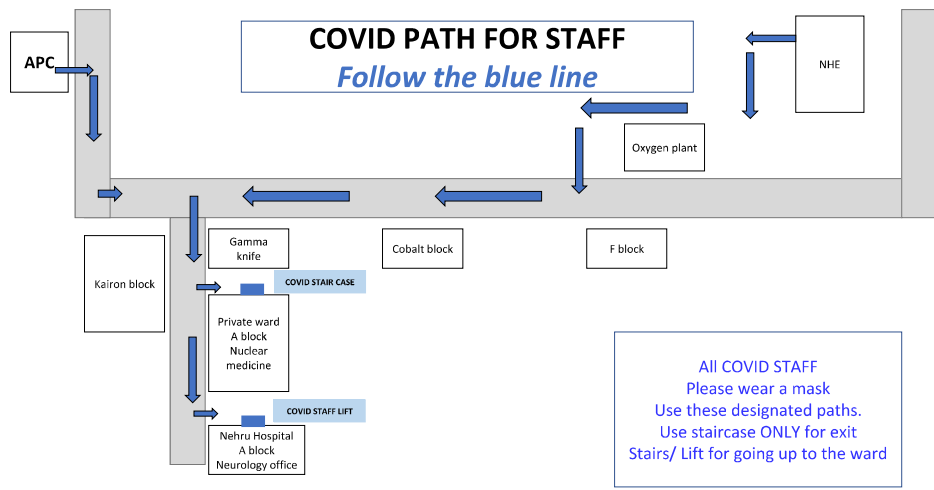 COVID PATH FOR STAFF
Follow the blue line
APC
NHE
Oxygen plant
Gamma
knife
Cobalt block
F block
Kairon block
COVID STAIR CASE
Private ward
A block
Nuclear
medicine
COVID STAFF LIFT
Nehru Hospital
A block
Neurology office
All COVID STAFF
Please wear a mask
Use these designated paths.
Use staircase ONLY for exit
Stairs/ Lift for going up to the ward